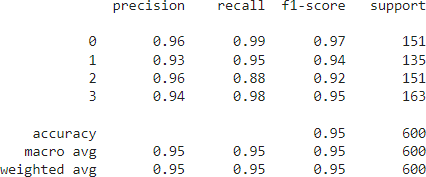 precision recall f1-score support
0 0.96 0.99 0.97 151
1 0.93 0.95 0.94 135
2 0.96 0.88 0.92 151
3 0.94 0.98 0.95 163
accuracy 0.95 600
macro avg 0.95 0.95 0.95 600
weighted avg 0.95 0.95 0.95 600